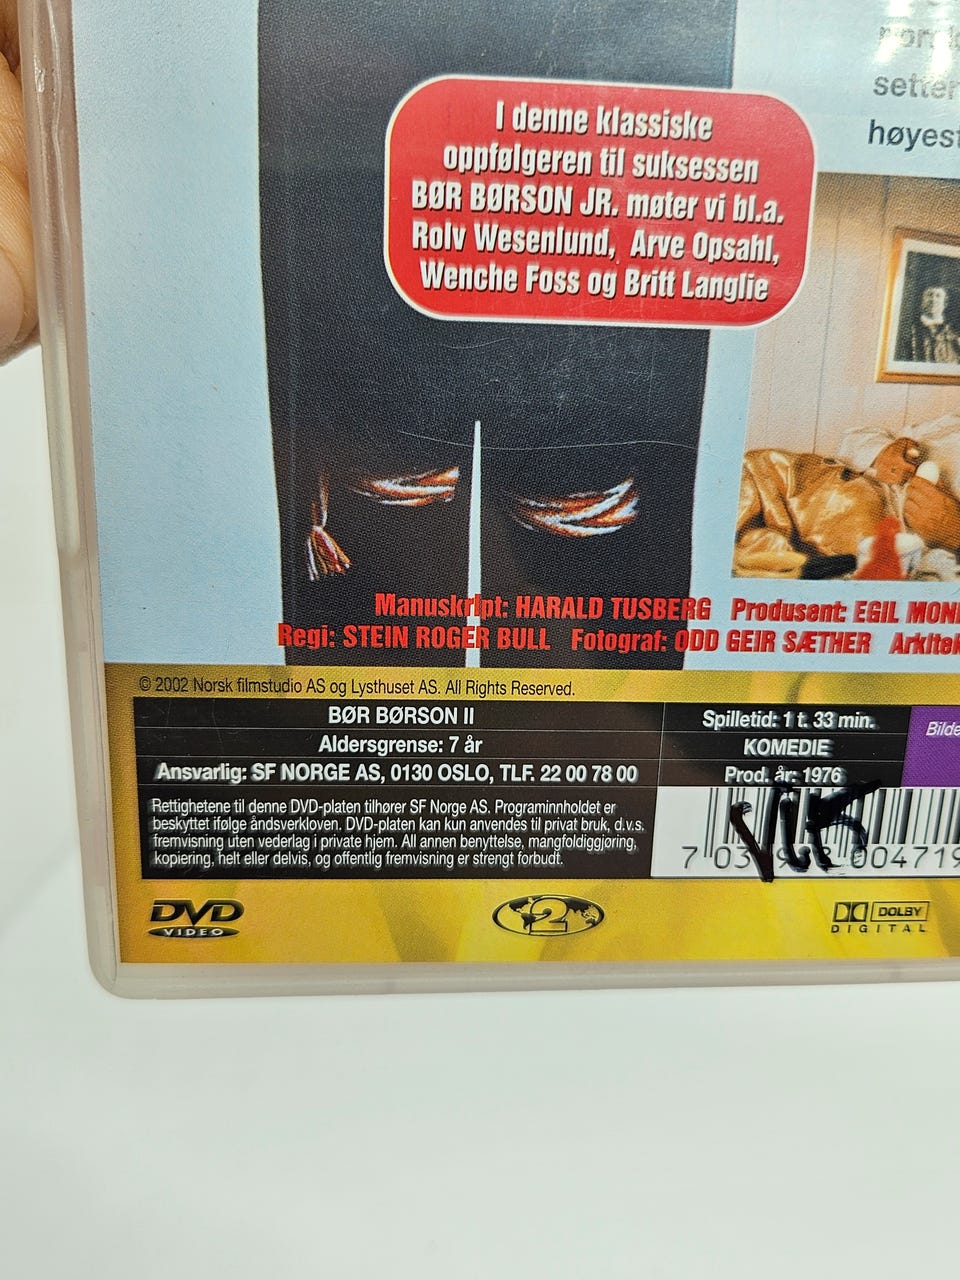 setter
høyest
I denne klassiske
oppfølgeren til suksessen
BØR BØRSON JR. møter vi bl.a.
Rolv Wesenlund, Arve Opsahl,
Wenche Foss og Britt Langlie
Manuskript: HARALD TUSBERG Produsent: EGIL MON
Regi: STEIN ROGER BULL Fotograf: ODD GEIR SÆTHER Arkitek
© 2002 Norsk filmstudio AS og Lysthuset AS. All Rights Reserved.
BØR BØRSON II
Aldersgrense: 7 år
Ansvarlig: SF NORGE AS, 0130 OSLO, TLF. 22 00 78 00
Spilletid: 1 t. 33 min.
KOMEDIE
Prod. år: 1976
Bilde
Rettighetene til denne DVD-platen tilhører SF Norge AS. Programinnholdet er
beskyttet ifølge åndsverkloven. DVD-platen kan kun anvendes til privat bruk, d.v.s.
fremvisning uten vederlag i private hjem. All annen benyttelse, mangfoldiggjøring,
kopiering, helt eller delvis, og offentlig fremvisning er strengt forbudt.
DVD
VIDEO
2
DOLBY
DIGITAL